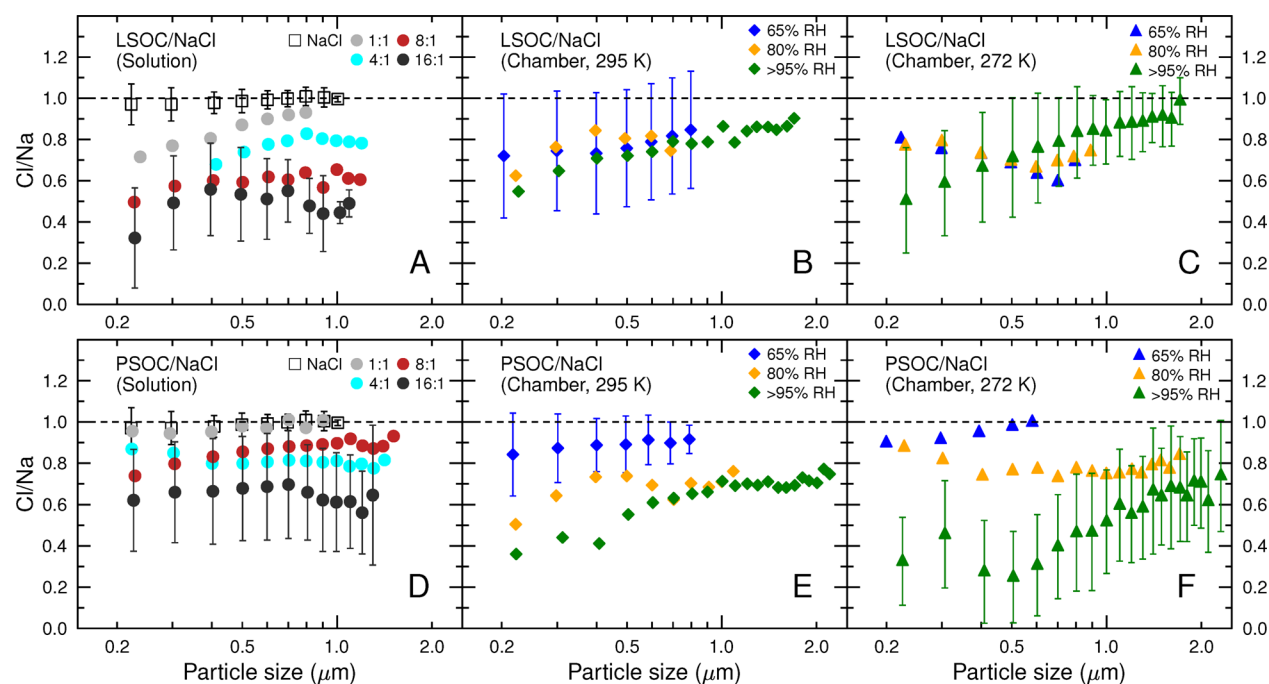 LSOC/NaCl
(Solution)
NaCl 1:1 8:1
4:1 16:1
A
LSOC/NaCl
(Chamber, 295 K)
65% RH
80% RH
>95% RH
B
LSOC/NaCl
(Chamber, 272 K)
65% RH
80% RH
>95% RH
C
Cl/Na
1.2
1.0
0.8
0.6
0.4
0.2
0.0
1.2
1.0
0.8
0.6
0.4
0.2
0.0
0.2 0.5 1.0 2.0
0.2 0.5 1.0 2.0
0.2 0.5 1.0 2.0
PSOC/NaCl
(Solution)
NaCl 1:1 8:1
4:1 16:1
D
PSOC/NaCl
(Chamber, 295 K)
65% RH
80% RH
>95% RH
E
PSOC/NaCl
(Chamber, 272 K)
65% RH
80% RH
>95% RH
F
Cl/Na
1.2
1.0
0.8
0.6
0.4
0.2
0.0
1.2
1.0
0.8
0.6
0.4
0.2
0.0
0.2 0.5 1.0 2.0
0.2 0.5 1.0 2.0
0.2 0.5 1.0 2.0
Particle size (μm)
Particle size (μm)
Particle size (μm)